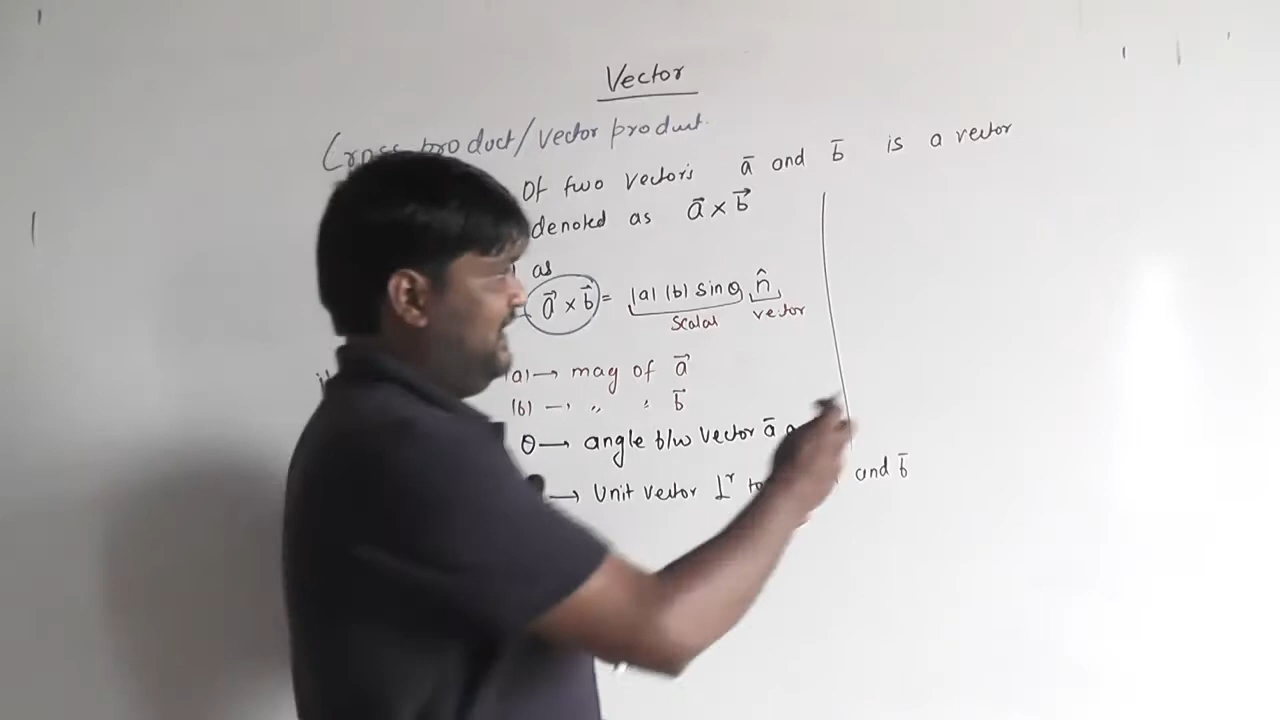 Vector
Cross product/vector product.
of two vectors ā and b̄ is a vector
denoted as a⃗ × b⃗
as
a⃗ × b⃗ = |a| |b| sin θ n̂
scalar vector
|a| → mag of a⃗
|b| → " " b⃗
θ → angle b/w vector ā
→ Unit vector ⊥r to and b̄